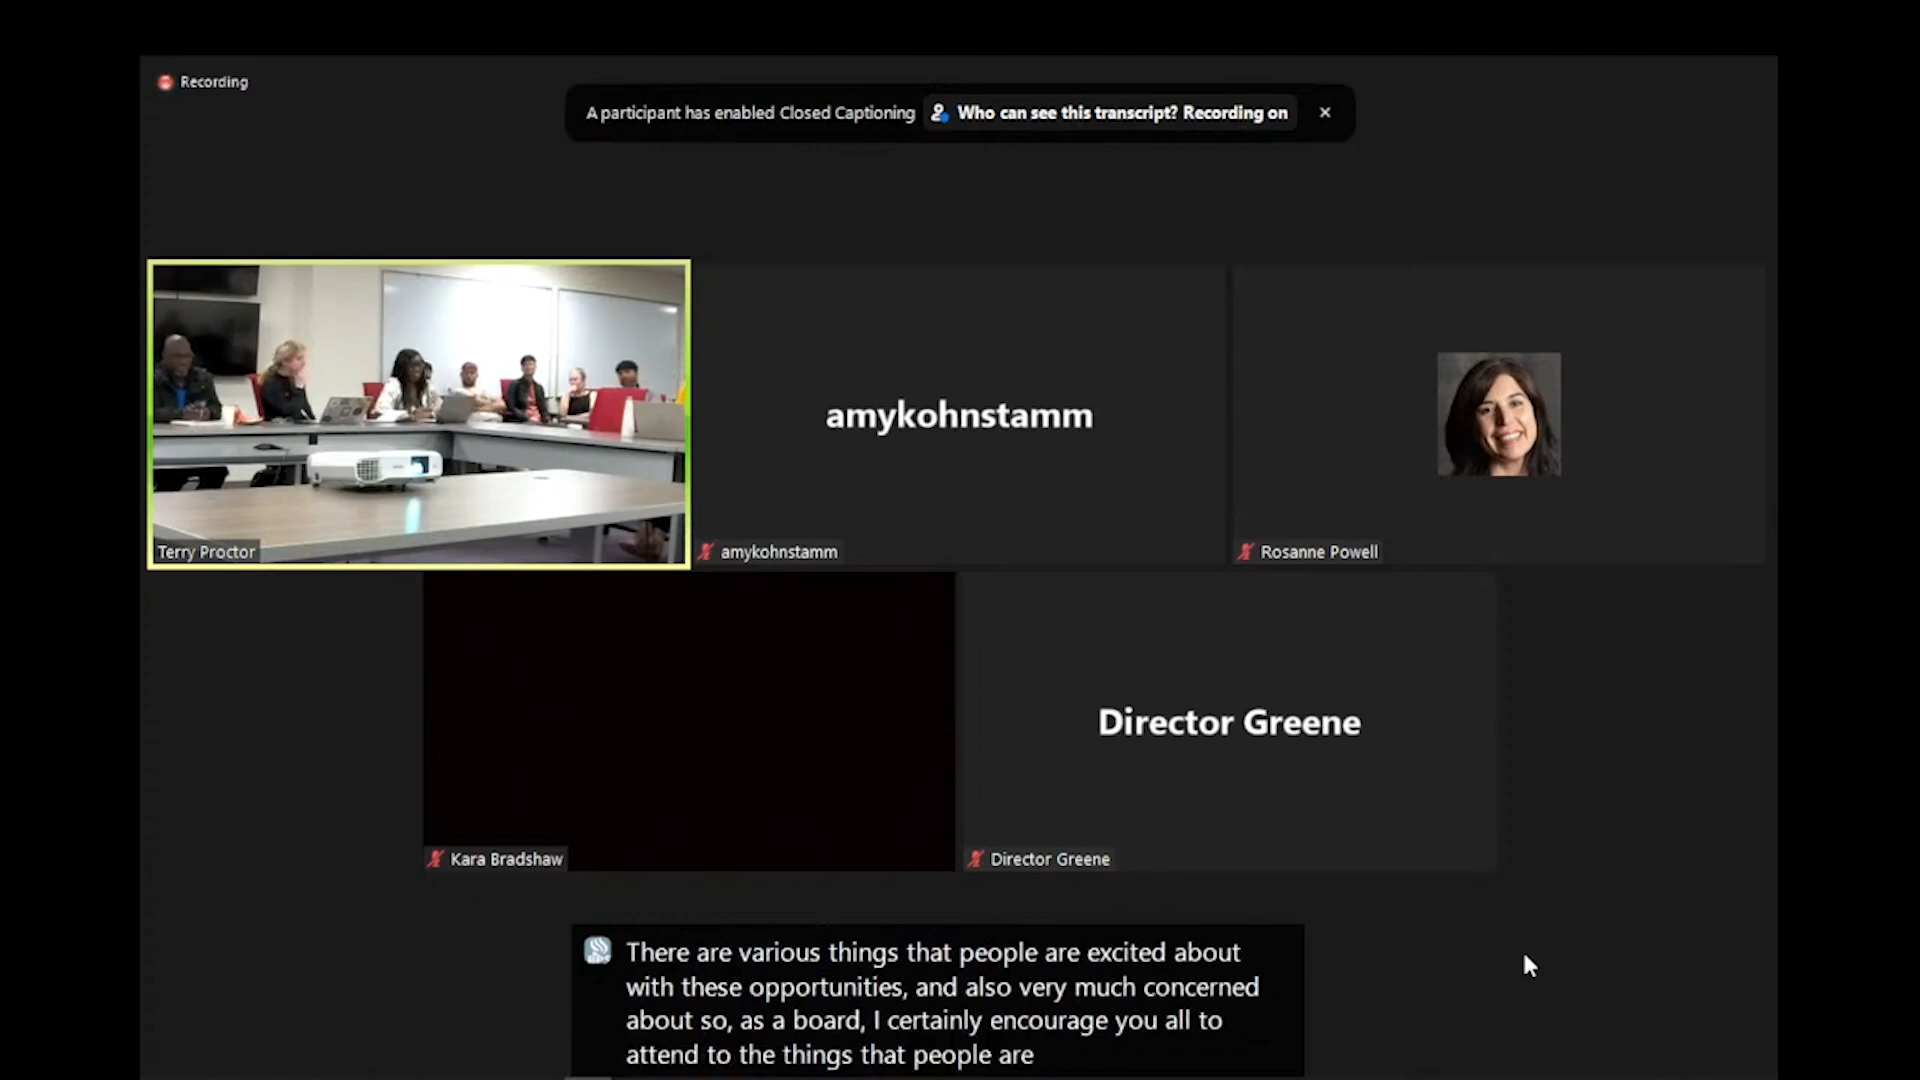 Recording
A participant has enabled Closed Captioning Who can see this transcript? Recording on
amykohnstamm
Terry Proctor
amykohnstamm
Rosanne Powell
Director Greene
Kara Bradshaw
Director Greene
There are various things that people are excited about
with these opportunities, and also very much concerned
about so, as a board, I certainly encourage you all to
attend to the things that people are